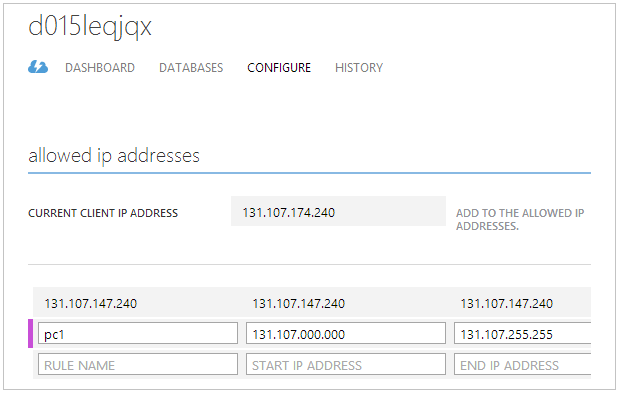 d015leqjqx
DASHBOARD DATABASES CONFIGURE HISTORY
allowed ip addresses
CURRENT CLIENT IP ADDRESS 131.107.174.240 ADD TO THE ALLOWED IP
ADDRESSES.
131.107.147.240 131.107.147.240 131.107.147.240
pc1 131.107.000.000 131.107.255.255
RULE NAME START IP ADDRESS END IP ADDRESS